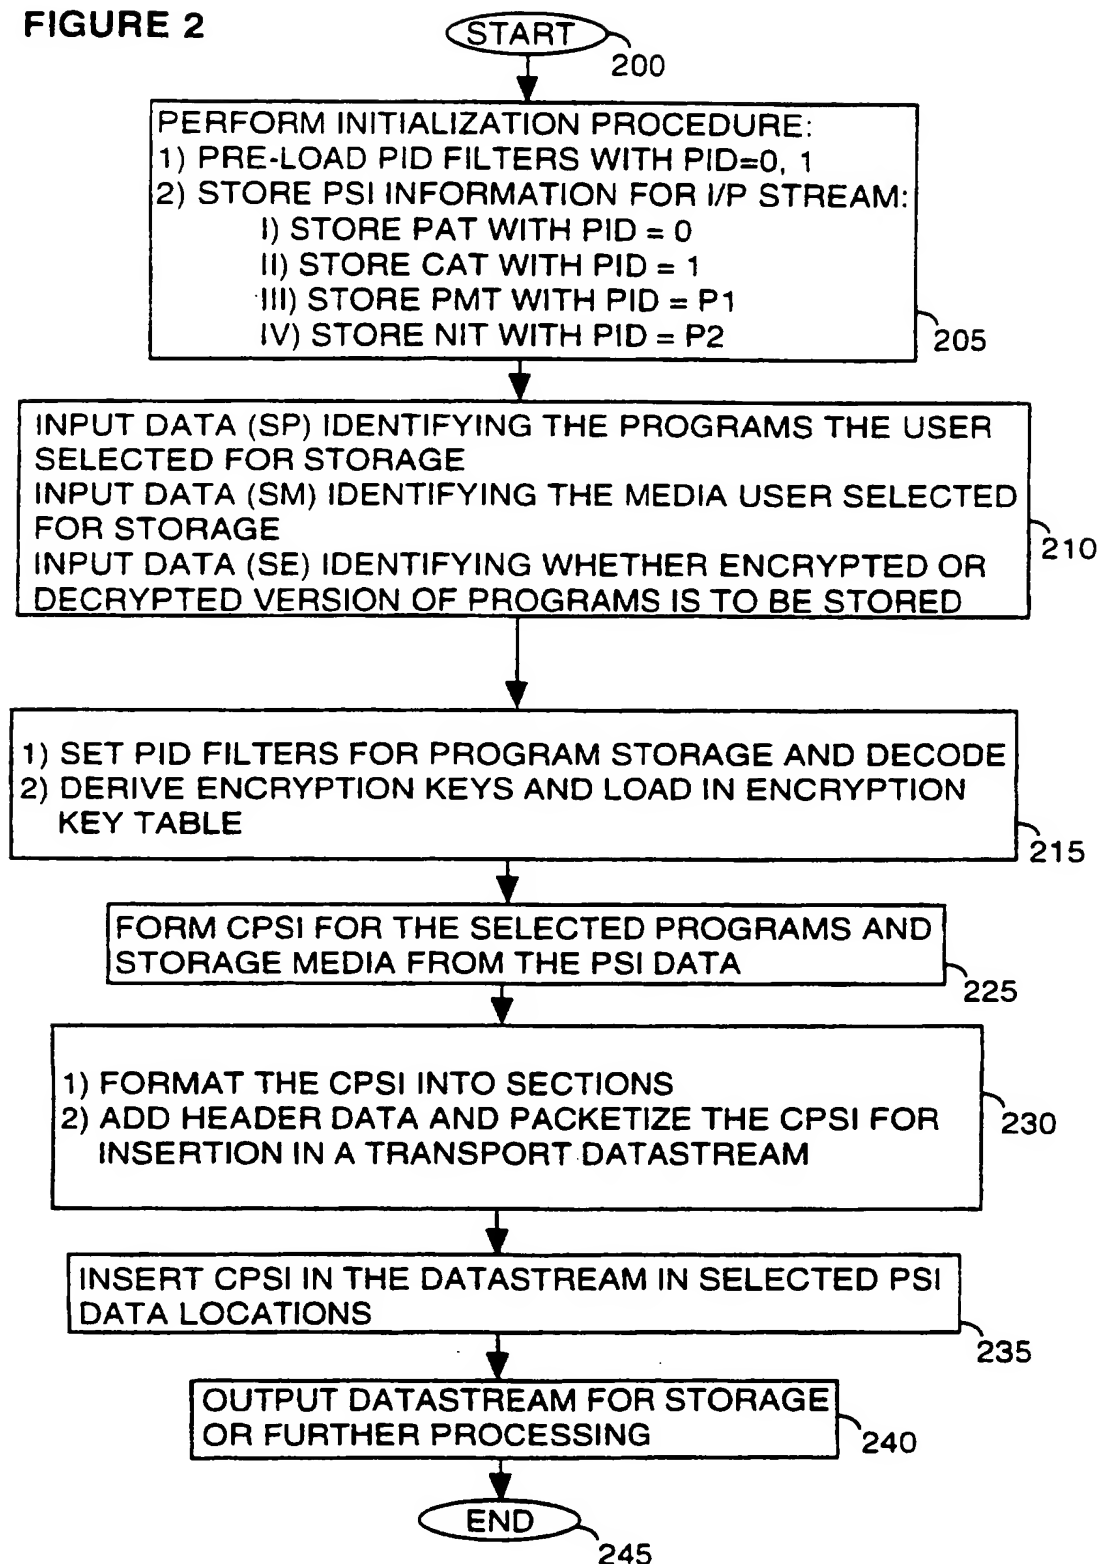 FIGURE 2
START
200
PERFORM INITIALIZATION PROCEDURE:
1) PRE-LOAD PID FILTERS WITH PID=0, 1
2) STORE PSI INFORMATION FOR I/P STREAM:
I) STORE PAT WITH PID = 0
II) STORE CAT WITH PID = 1
III) STORE PMT WITH PID = P1
IV) STORE NIT WITH PID = P2
205
INPUT DATA (SP) IDENTIFYING THE PROGRAMS THE USER
SELECTED FOR STORAGE
INPUT DATA (SM) IDENTIFYING THE MEDIA USER SELECTED
FOR STORAGE
INPUT DATA (SE) IDENTIFYING WHETHER ENCRYPTED OR
DECRYPTED VERSION OF PROGRAMS IS TO BE STORED
210
1) SET PID FILTERS FOR PROGRAM STORAGE AND DECODE
2) DERIVE ENCRYPTION KEYS AND LOAD IN ENCRYPTION
KEY TABLE
215
FORM CPSI FOR THE SELECTED PROGRAMS AND
STORAGE MEDIA FROM THE PSI DATA
225
1) FORMAT THE CPSI INTO SECTIONS
2) ADD HEADER DATA AND PACKETIZE THE CPSI FOR
INSERTION IN A TRANSPORT DATASTREAM
230
INSERT CPSI IN THE DATASTREAM IN SELECTED PSI
DATA LOCATIONS
235
OUTPUT DATASTREAM FOR STORAGE
OR FURTHER PROCESSING
240
END
245